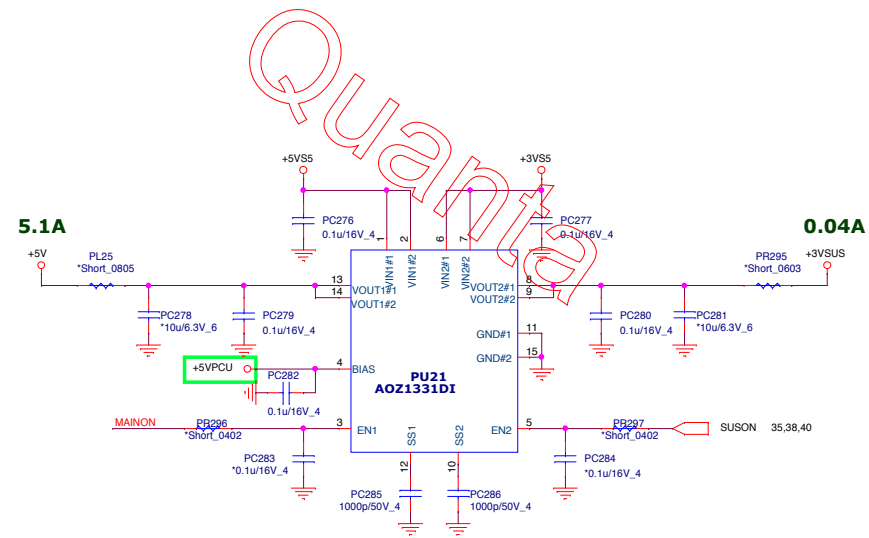 Quanta
+5VS5
+3VS5
5.1A
0.04A
+5V
+3VSUS
PL25
*Short_0805
PC276
0.1u/16V_4
PC277
0.1u/16V_4
PR295
*Short_0603
1
2
6
7
VIN1#1
VIN1#2
VIN2#1
VIN2#2
13
14
VOUT1#1
VOUT1#2
8
9
VOUT2#1
VOUT2#2
PC278
*10u/6.3V_6
PC279
0.1u/16V_4
PC280
0.1u/16V_4
PC281
*10u/6.3V_6
11
GND#1
15
GND#2
+5VPCU
4
BIAS
PC282
0.1u/16V_4
PU21
AOZ1331DI
MAINON
PR296
*Short_0402
3
EN1
5
EN2
PR297
*Short_0402
SUSON
35,38,40
SS1
SS2
12
10
PC283
*0.1u/16V_4
PC284
*0.1u/16V_4
PC285
1000p/50V_4
PC286
1000p/50V_4